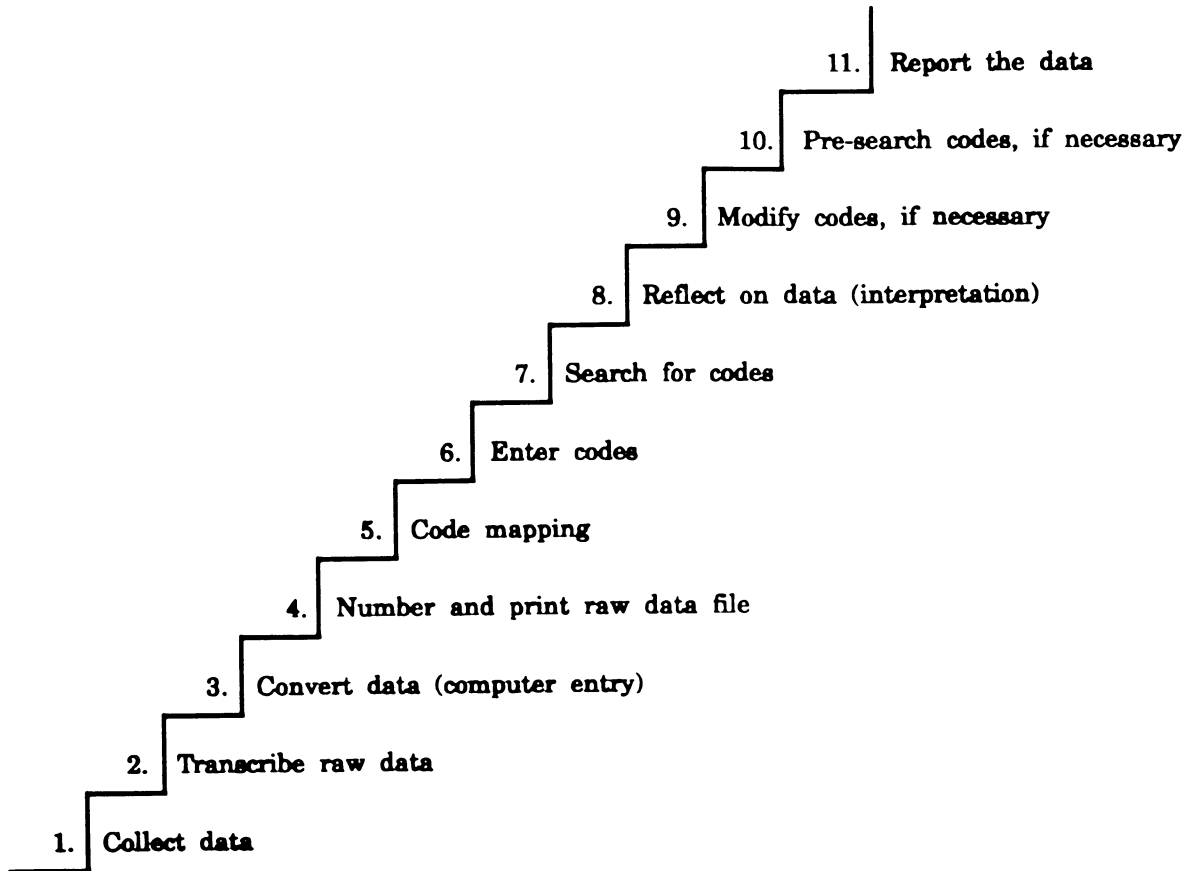 11. Report the data
10. Pre-search codes, if necessary
9. Modify codes, if necessary
8. Reflect on data (interpretation)
7. Search for codes
6. Enter codes
5. Code mapping
4. Number and print raw data file
3. Convert data (computer entry)
2. Transcribe raw data
1. Collect data